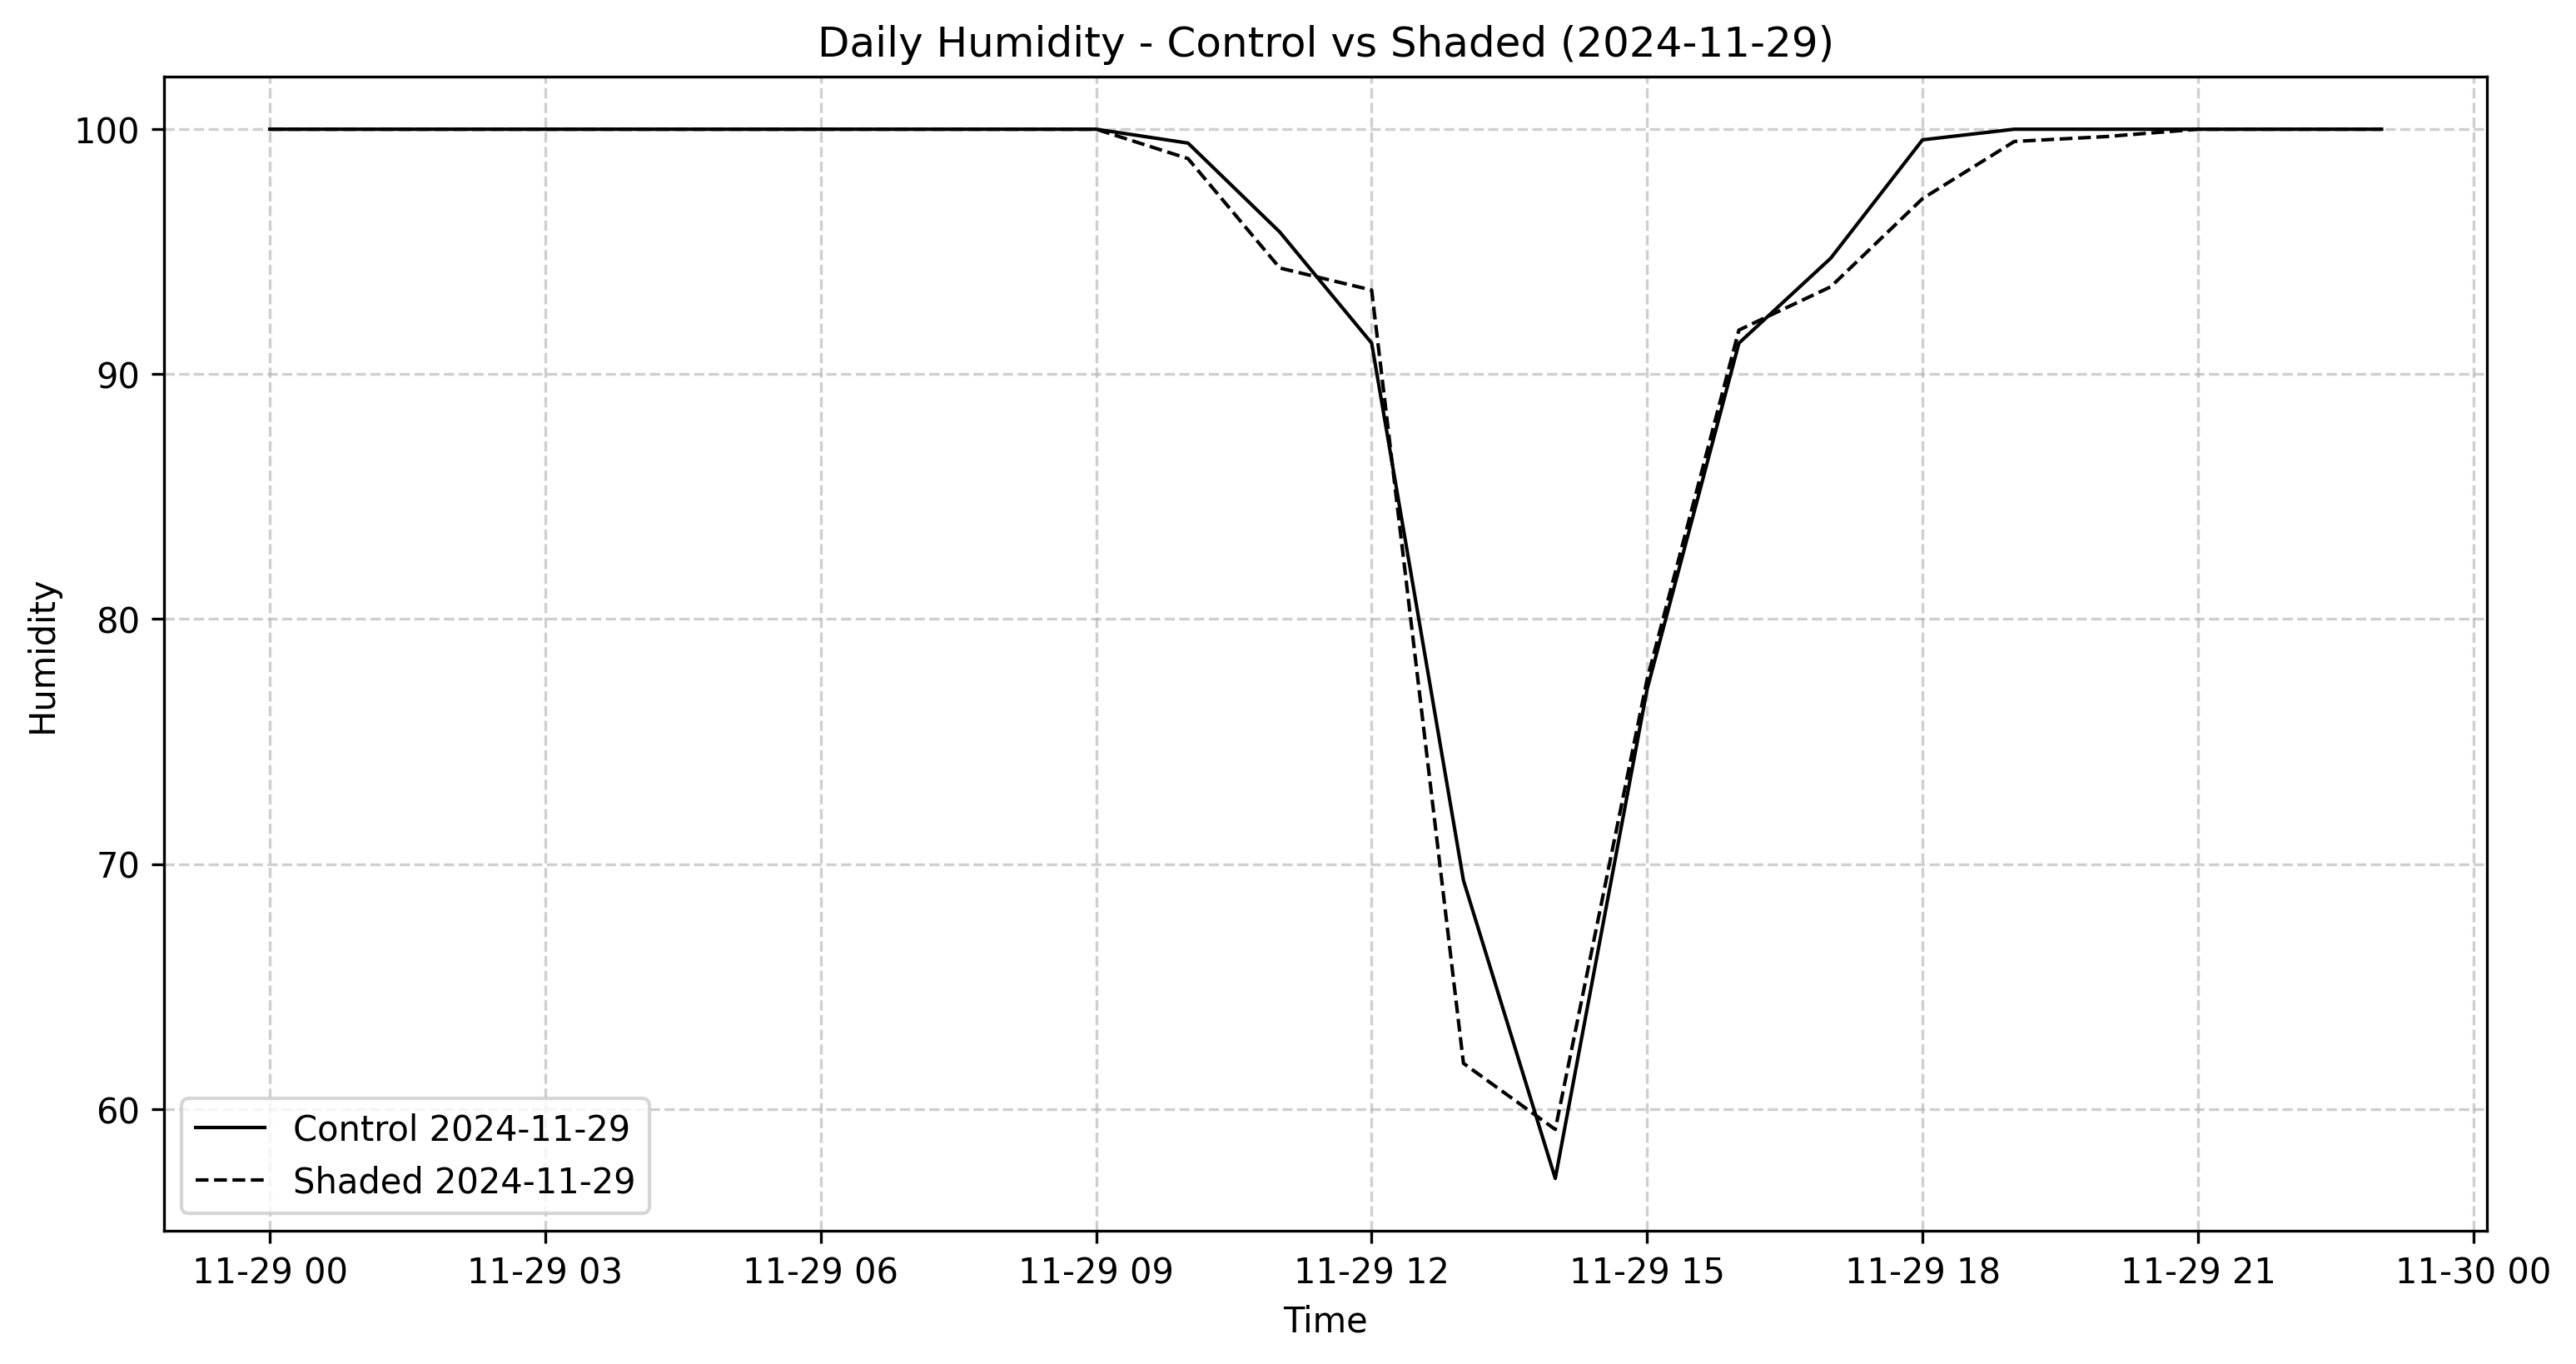 Daily Humidity - Control vs Shaded (2024-11-29)
100
90
80
70
60
Humidity
Control 2024-11-29
Shaded 2024-11-29
11-29 00
11-29 03
11-29 06
11-29 09
11-29 12
11-29 15
11-29 18
11-29 21
11-30 00
Time